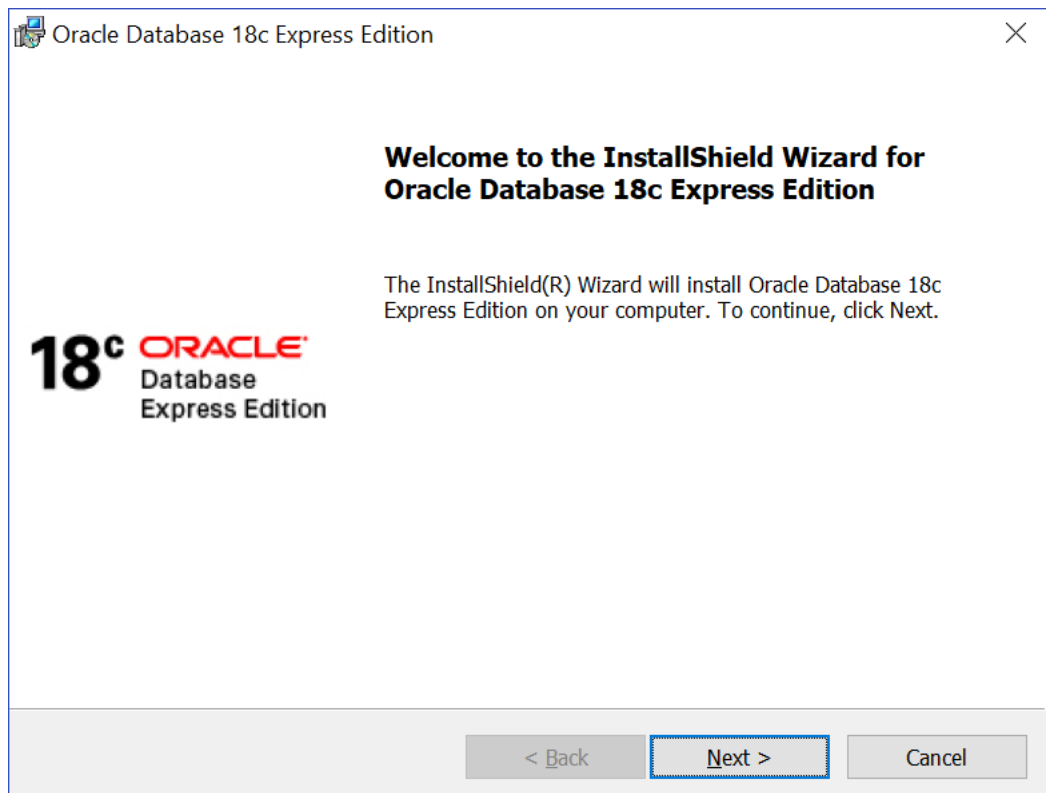 Oracle Database 18c Express Edition
Welcome to the InstallShield Wizard for
Oracle Database 18c Express Edition
The InstallShield(R) Wizard will install Oracle Database 18c
Express Edition on your computer. To continue, click Next.
18c ORACLE
Database
Express Edition
< Back Next > Cancel